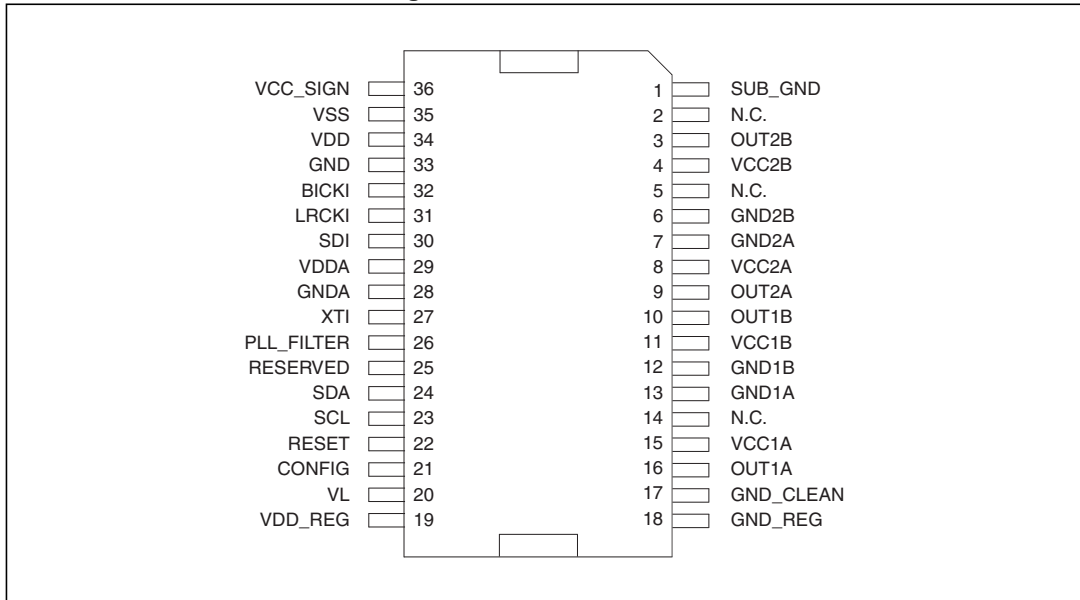 VCC_SIGN 36 1 SUB_GND
VSS 35 2 N.C.
VDD 34 3 OUT2B
GND 33 4 VCC2B
BICKI 32 5 N.C.
LRCKI 31 6 GND2B
SDI 30 7 GND2A
VDDA 29 8 VCC2A
GNDA 28 9 OUT2A
XTI 27 10 OUT1B
PLL_FILTER 26 11 VCC1B
RESERVED 25 12 GND1B
SDA 24 13 GND1A
SCL 23 14 N.C.
RESET 22 15 VCC1A
CONFIG 21 16 OUT1A
VL 20 17 GND_CLEAN
VDD_REG 19 18 GND_REG